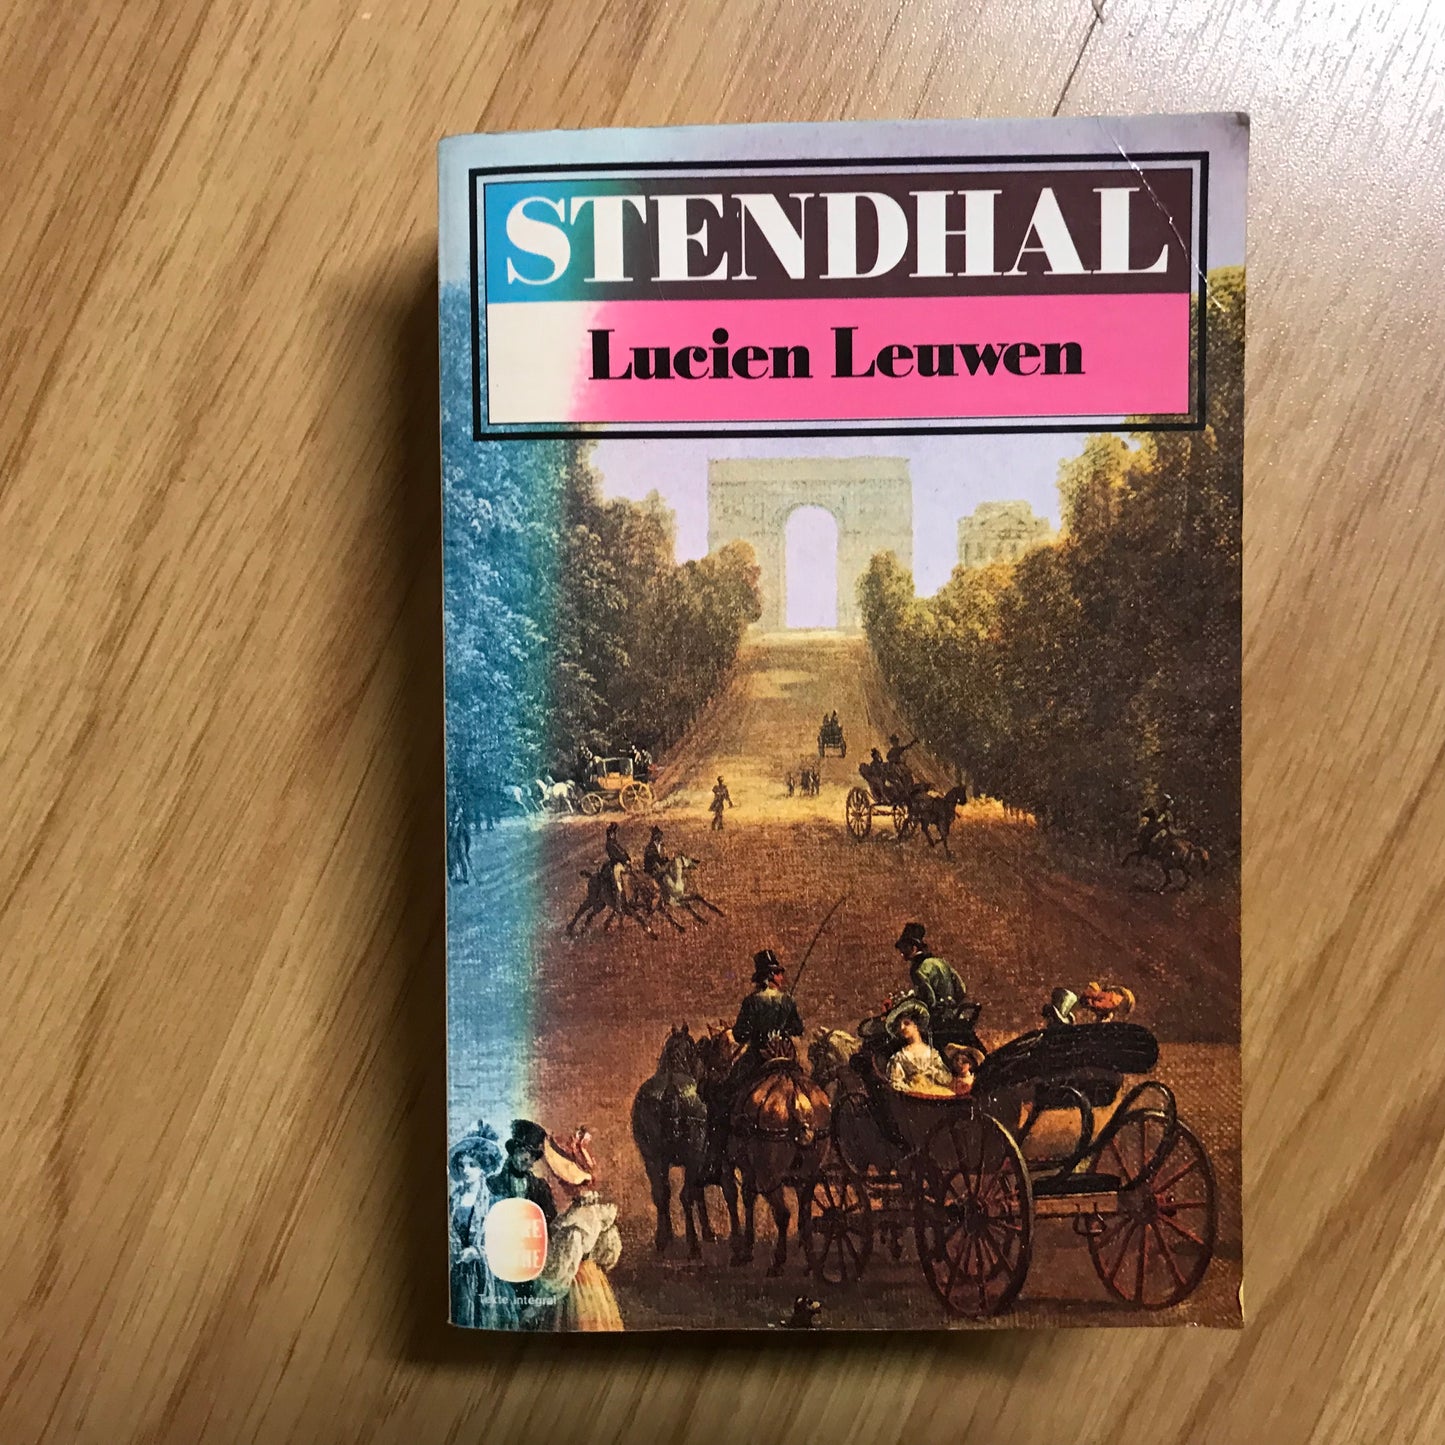 STENDHAL
Lucien Leuwen
Texte intégral